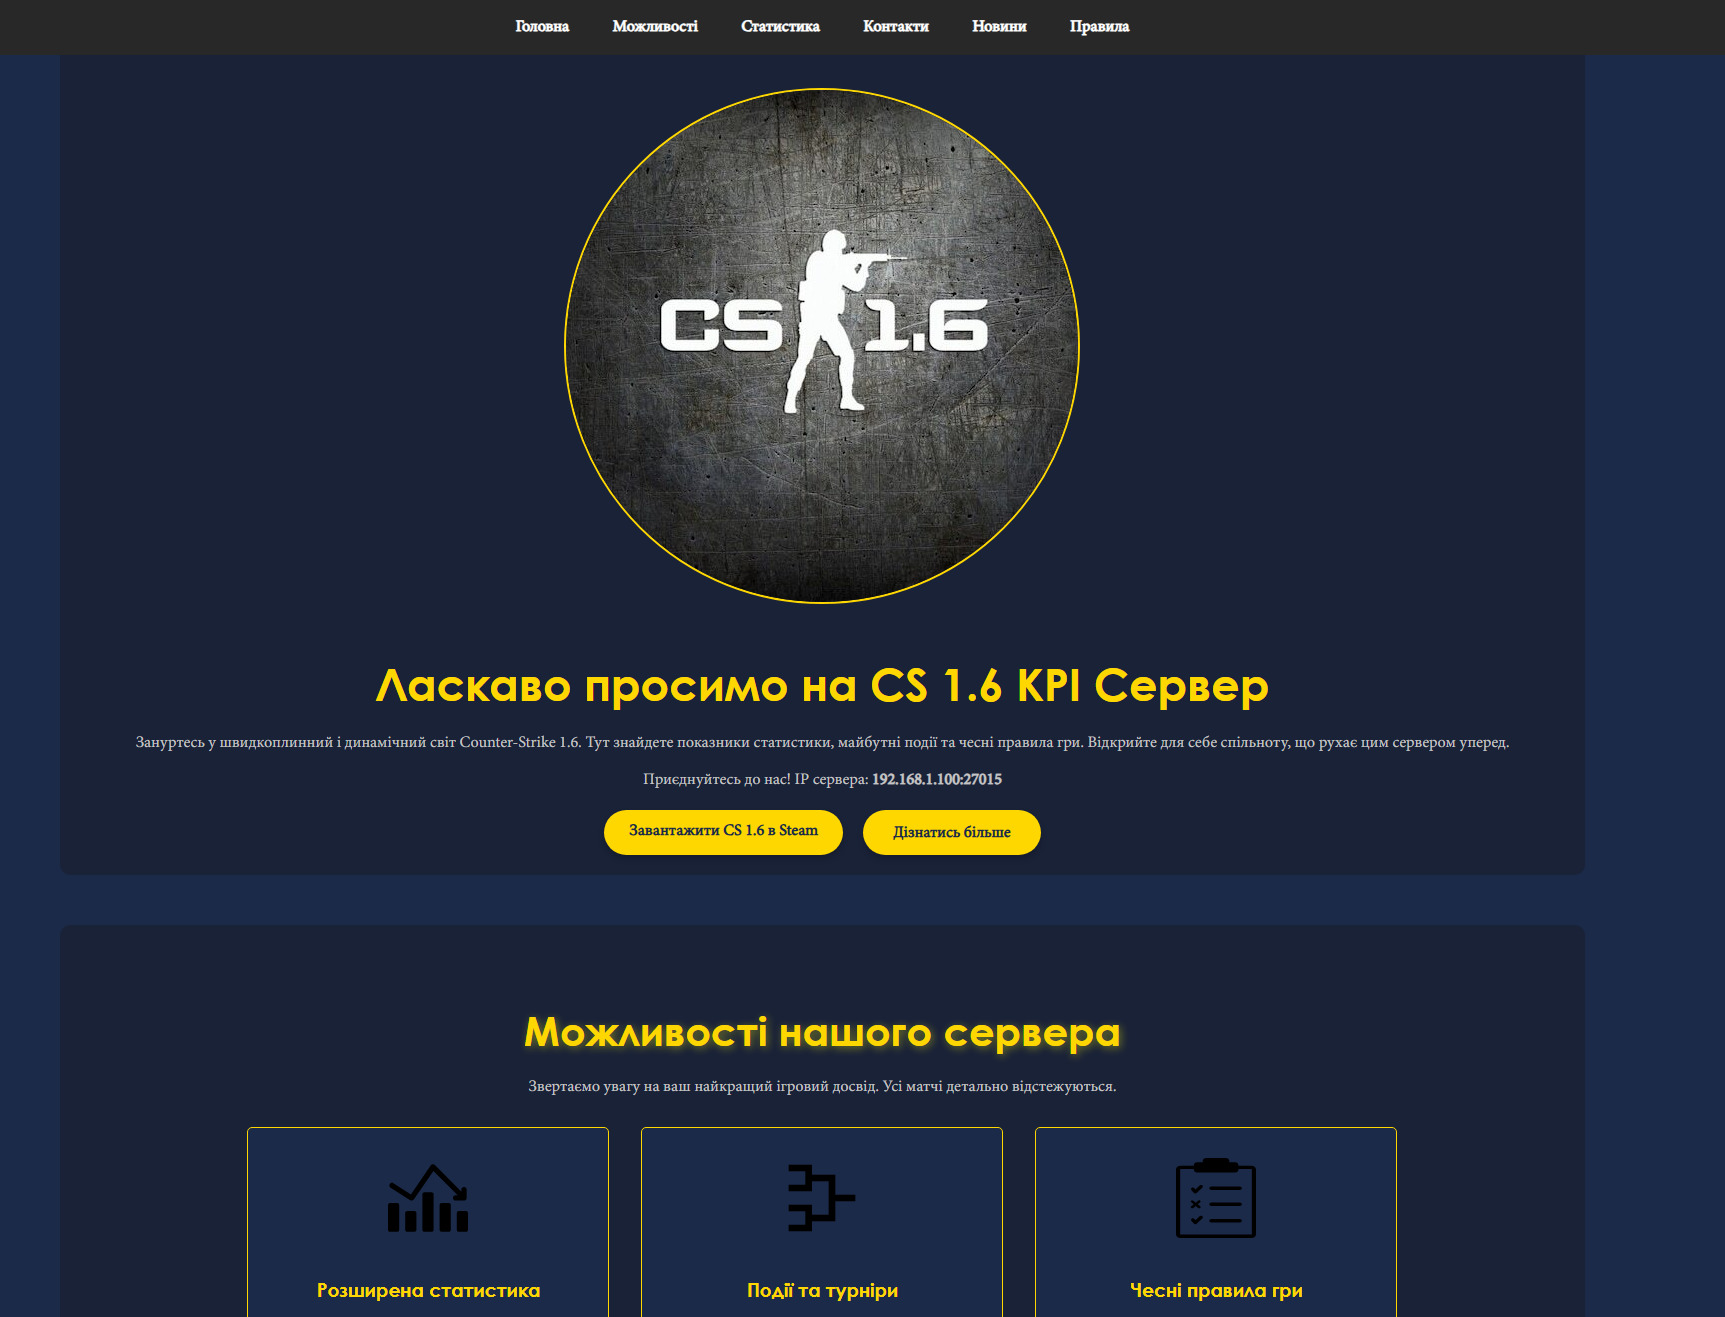 Головна Можливості Статистика Контакти Новини Правила
CS 1.6
Ласкаво просимо на CS 1.6 KPI Сервер
Зануртесь у швидкоплинний і динамічний світ Counter-Strike 1.6. Тут знайдете показники статистики, майбутні події та чесні правила гри. Відкрийте для себе спільноту, що рухає цим сервером уперед.
Приєднуйтесь до нас! IP сервера: 192.168.1.100:27015
Завантажити CS 1.6 в Steam Дізнатись більше
Можливості нашого сервера
Звертаємо увагу на ваш найкращий ігровий досвід. Усі матчі детально відстежуються.
Розширена статистика Події та турніри Чесні правила гри